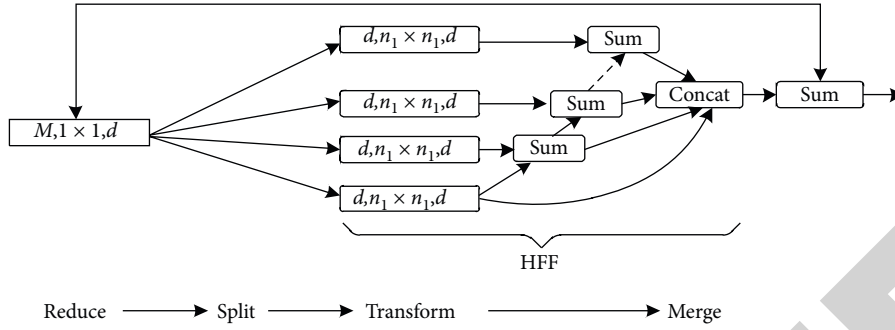 d,n₁ × n₁,d
Sum
d,n₁ × n₁,d
Sum
Concat
Sum
M,1 × 1,d
d,n₁ × n₁,d
Sum
d,n₁ × n₁,d
HFF
Reduce
Split
Transform
Merge